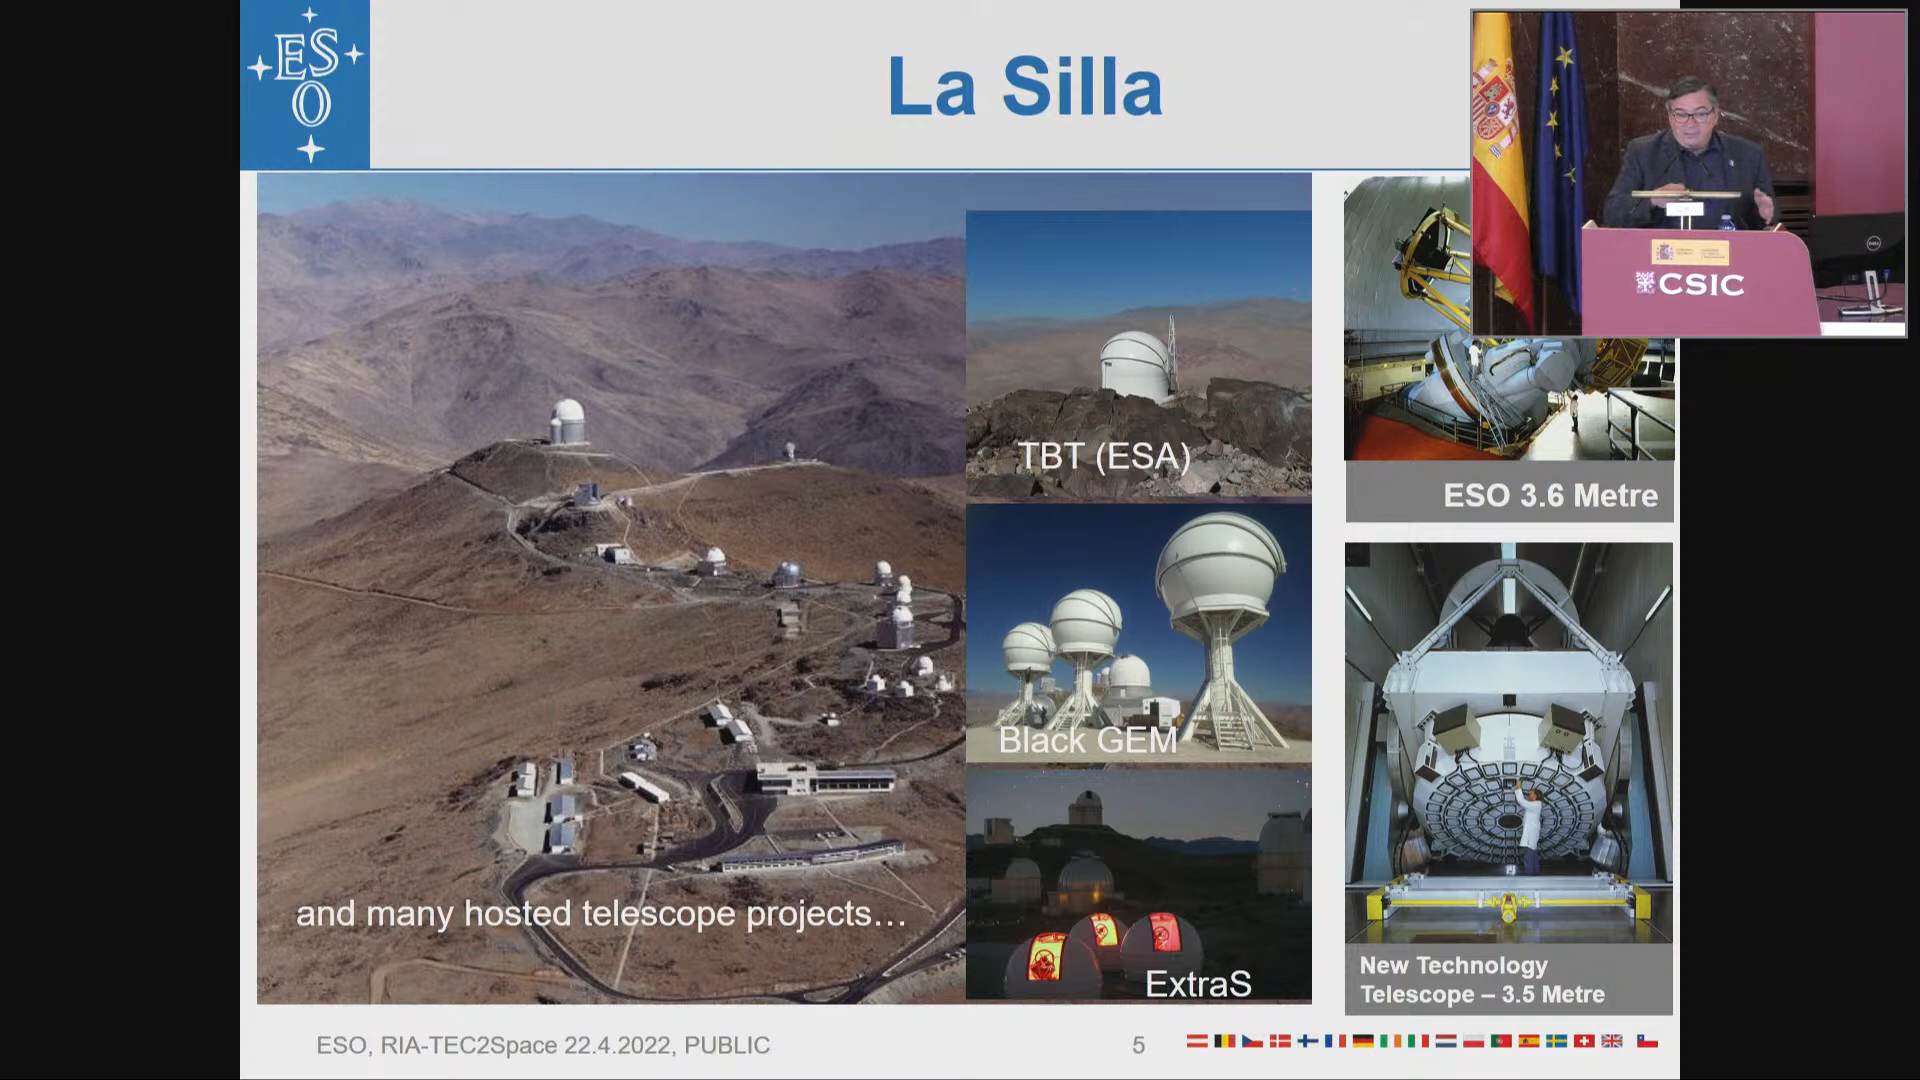 ESO
La Silla
CSIC
TBT (ESA)
ESO 3.6 Metre
Black GEM
and many hosted telescope projects…
ExtraS
New Technology
Telescope – 3.5 Metre
ESO, RIA-TEC2Space 22.4.2022, PUBLIC
5